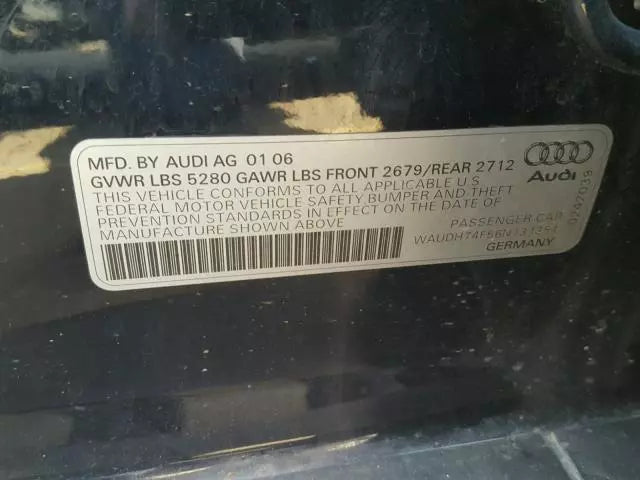 MFD. BY AUDI AG 01 06
GVWR LBS 5280 GAWR LBS FRONT 2679/REAR 2712
THIS VEHICLE CONFORMS TO ALL APPLICABLE U S
FEDERAL MOTOR VEHICLE SAFETY BUMPER AND THEFT
PREVENTION STANDARDS IN EFFECT ON THE DATE OF
MANUFACTURE SHOWN ABOVE
Audi
PASSENGER CAR
WAUDH74F56N131354
GERMANY
0242039